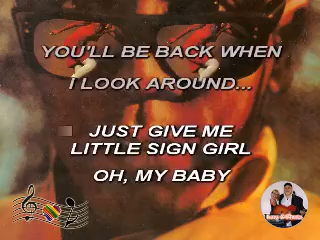 YOU'LL BE BACK WHEN
I LOOK AROUND...
JUST GIVE ME
LITTLE SIGN GIRL
OH, MY BABY